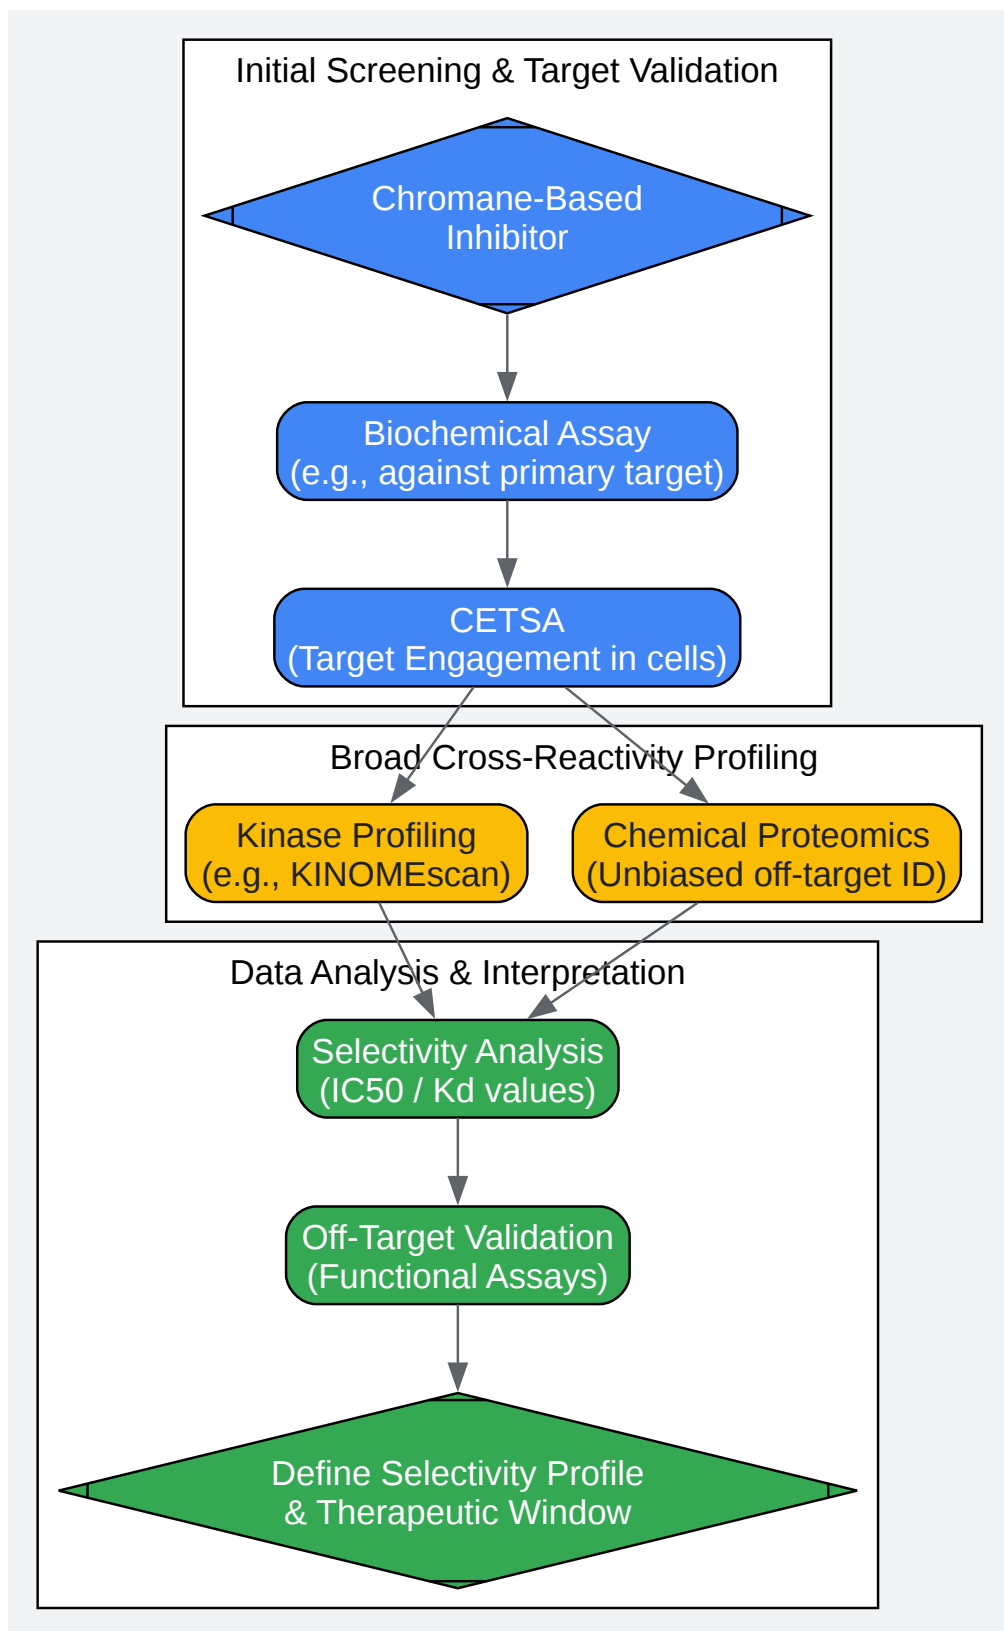 Initial Screening & Target Validation
Chromane-Based
Inhibitor
Biochemical Assay
(e.g., against primary target)
CETSA
(Target Engagement in cells)
Broad Cross-Reactivity Profiling
Kinase Profiling
(e.g., KINOMEscan)
Chemical Proteomics
(Unbiased off-target ID)
Data Analysis & Interpretation
Selectivity Analysis
(IC50 / Kd values)
Off-Target Validation
(Functional Assays)
Define Selectivity Profile
& Therapeutic Window